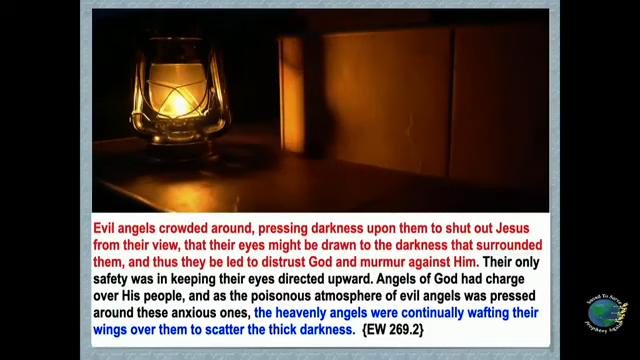 Evil angels crowded around, pressing darkness upon them to shut out Jesus
from their view, that their eyes might be drawn to the darkness that surrounded
them, and thus they be led to distrust God and murmur against Him. Their only
safety was in keeping their eyes directed upward. Angels of God had charge
over His people, and as the poisonous atmosphere of evil angels was pressed
around these anxious ones, the heavenly angels were continually wafting their
wings over them to scatter the thick darkness. {EW 269.2}
Saved To Serve